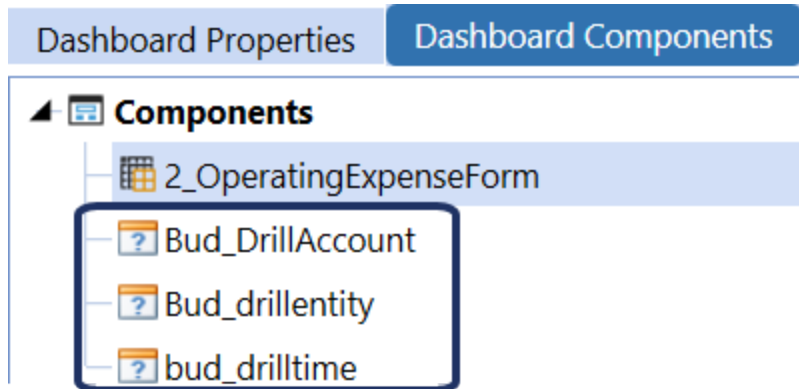 Dashboard Properties Dashboard Components
Components
2_OperatingExpenseForm
Bud_DrillAccount
Bud_drillentity
bud_drilltime